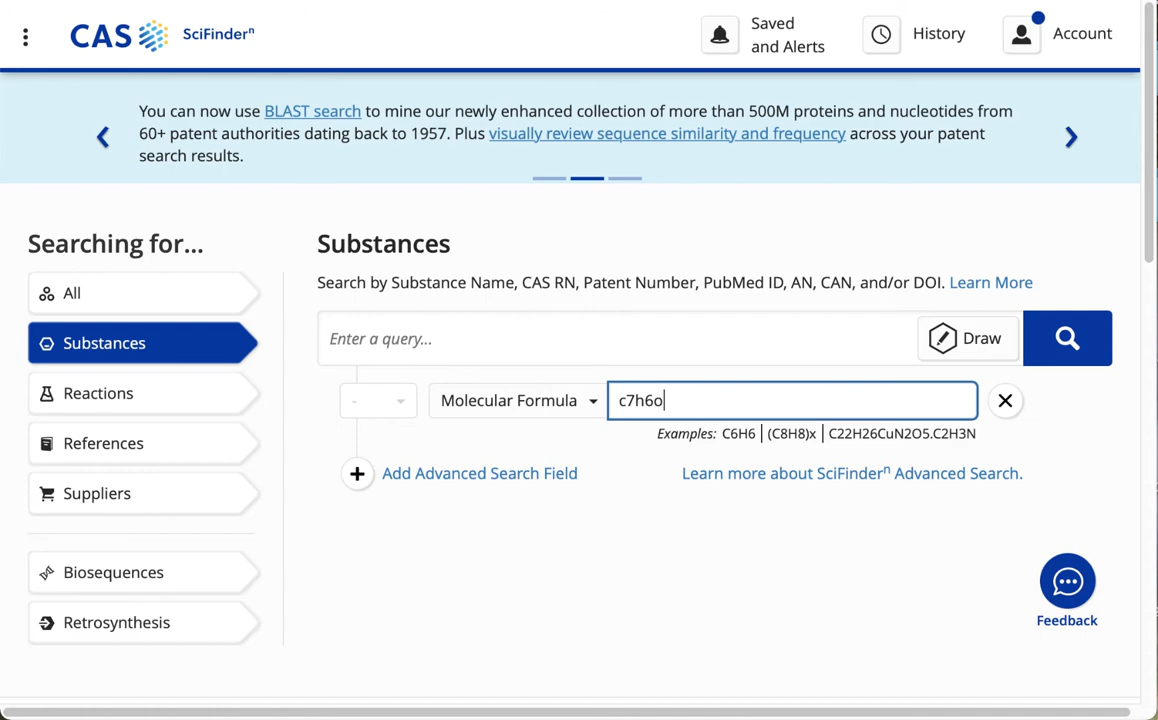 CAS SciFinderⁿ
Saved
and Alerts
History
Account
You can now use BLAST search to mine our newly enhanced collection of more than 500M proteins and nucleotides from
60+ patent authorities dating back to 1957. Plus visually review sequence similarity and frequency across your patent
search results.
Searching for...
All
Substances
Reactions
References
Suppliers
Biosequences
Retrosynthesis
Substances
Search by Substance Name, CAS RN, Patent Number, PubMed ID, AN, CAN, and/or DOI. Learn More
Enter a query...
Draw
- Molecular Formula c7h6o
Examples: C6H6 | (C8H8)x | C22H26CuN2O5.C2H3N
Add Advanced Search Field
Learn more about SciFinderⁿ Advanced Search.
Feedback